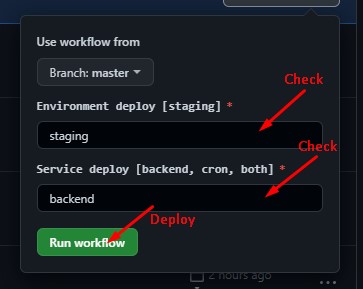 Use workflow from
Branch: master
Check
Environment deploy [staging] *
staging
Check
Service deploy [backend, cron, both] *
backend
Deploy
Run workflow
2 hours ago
...